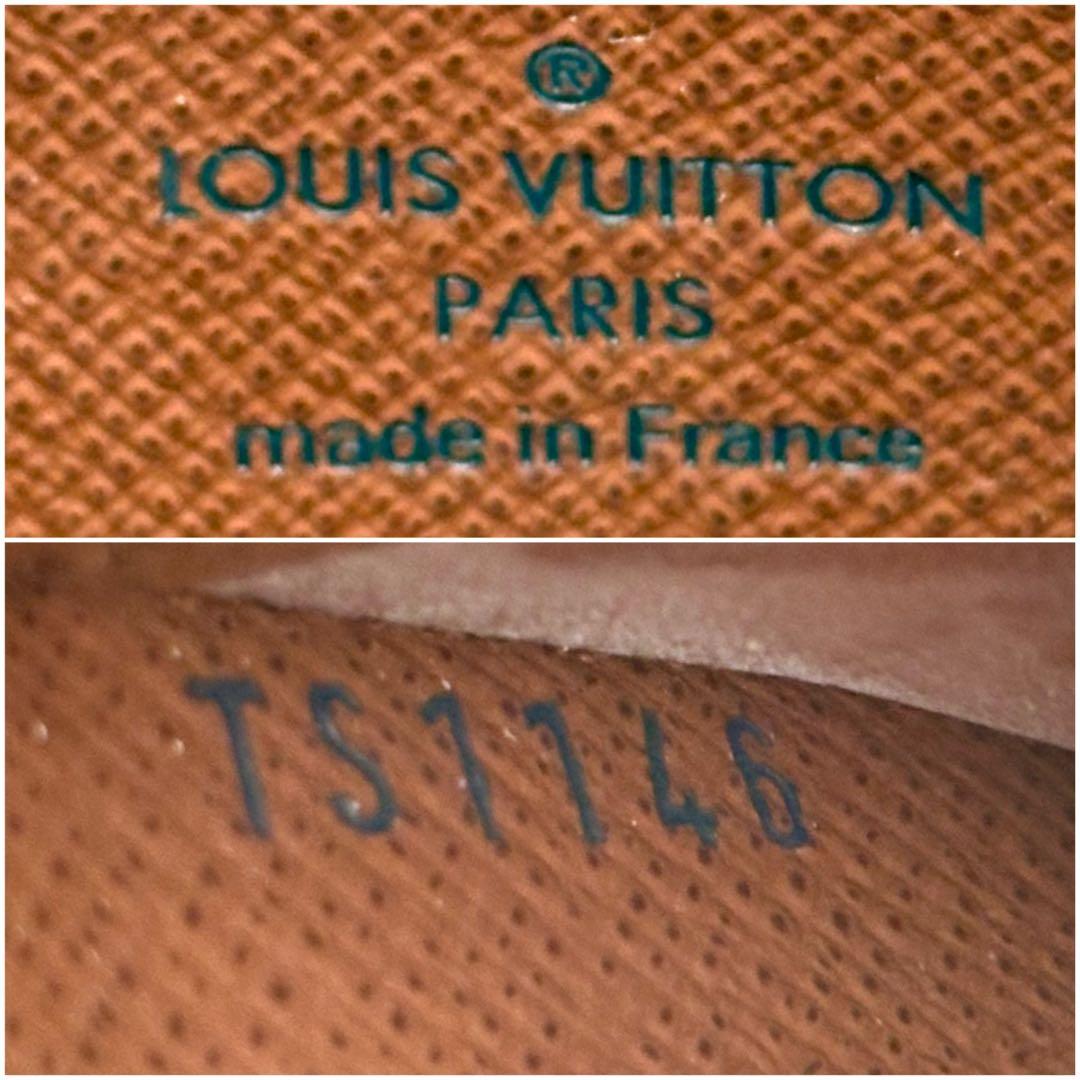 ®
LOUIS VUITTON
PARIS
made in France
TS1146